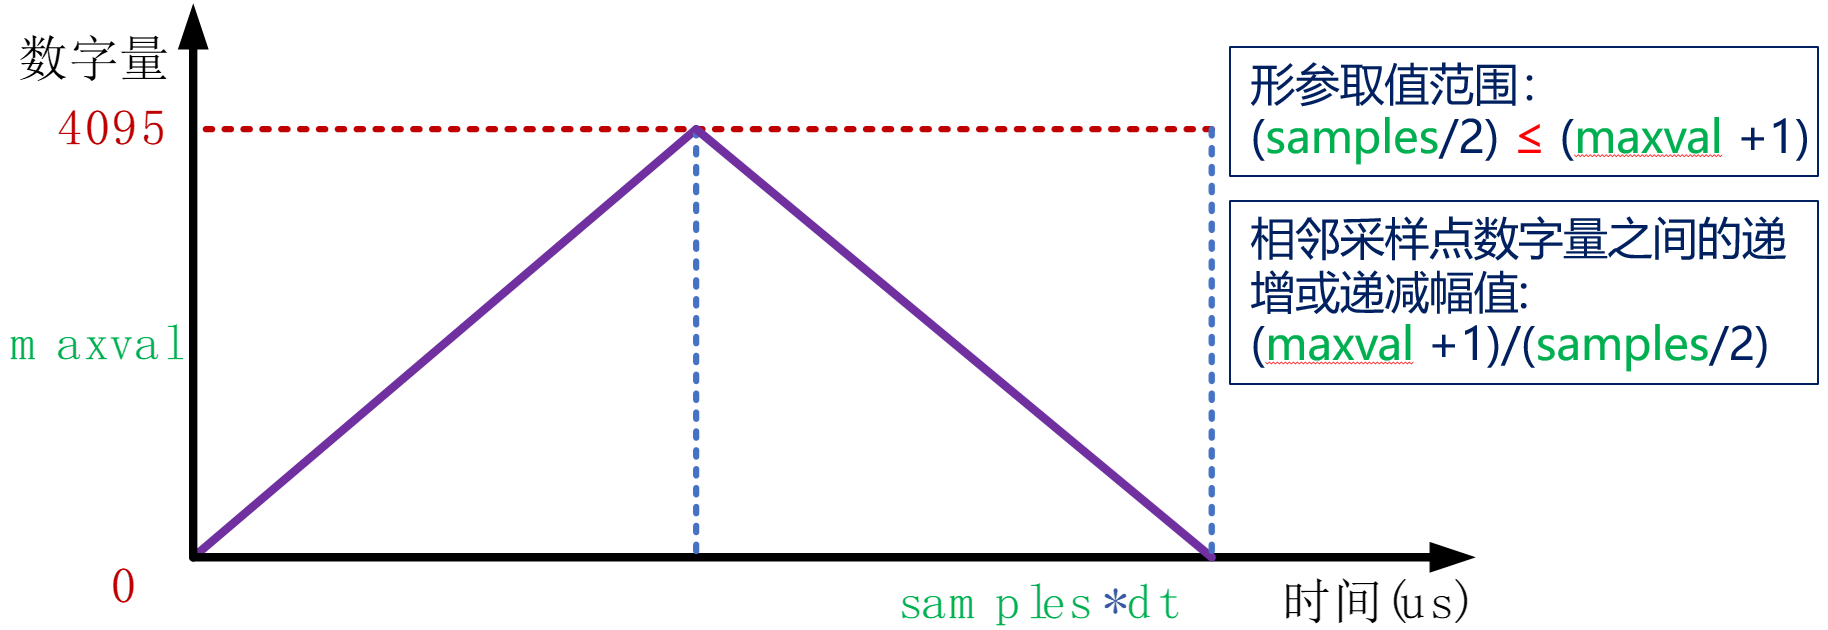 数字量
4095
maxval
0
samples*dt
时间(us)
形参取值范围：
(samples/2) ≤ (maxval +1)
相邻采样点数字量之间的递
增或递减幅值:
(maxval +1)/(samples/2)